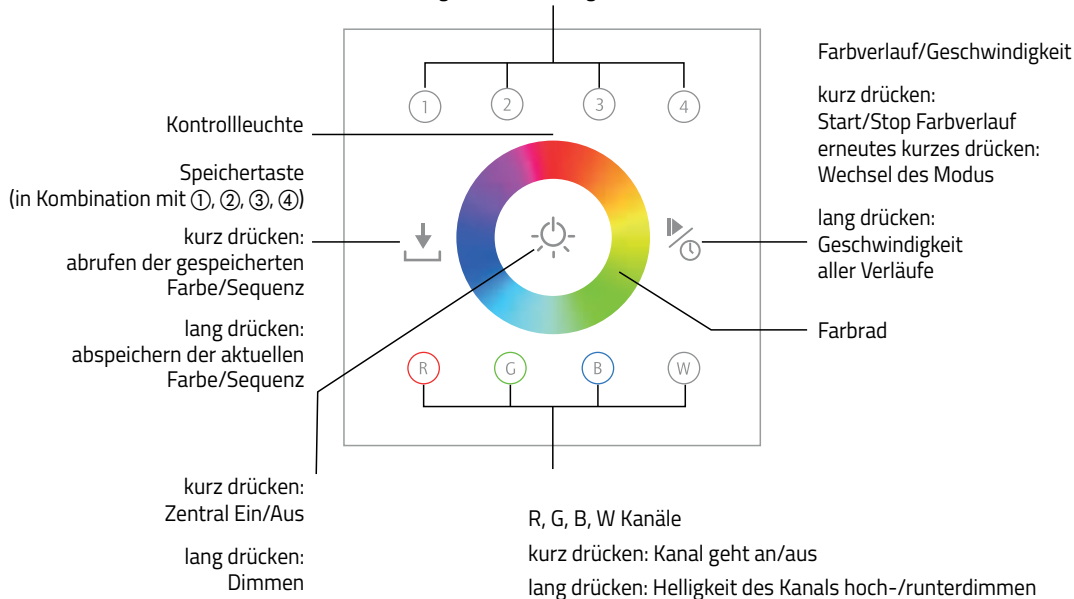 1 2 3 4
Kontrollleuchte
Speichertaste
(in Kombination mit ①, ②, ③, ④)
kurz drücken:
abrufen der gespeicherten
Farbe/Sequenz
lang drücken:
abspeichern der aktuellen
Farbe/Sequenz
kurz drücken:
Zentral Ein/Aus
lang drücken:
Dimmen
R G B W
Farbverlauf/Geschwindigkeit
kurz drücken:
Start/Stop Farbverlauf
erneutes kurzes drücken:
Wechsel des Modus
lang drücken:
Geschwindigkeit
aller Verläufe
Farbrad
R, G, B, W Kanäle
kurz drücken: Kanal geht an/aus
lang drücken: Helligkeit des Kanals hoch-/runterdimmen